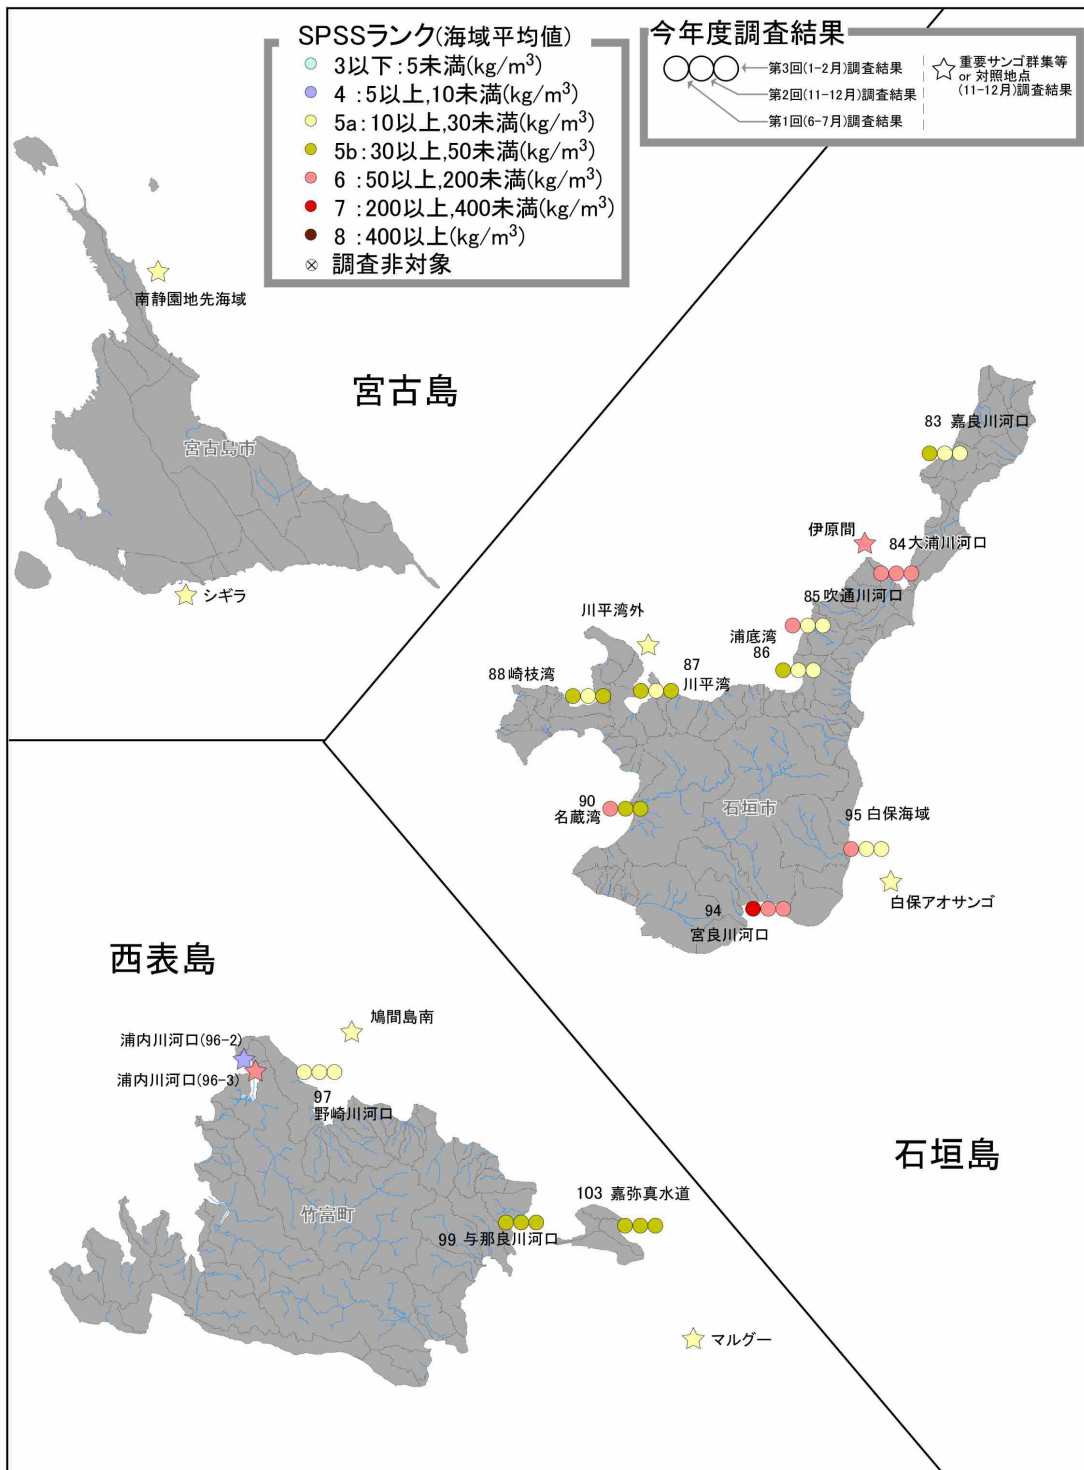 SPSSランク(海域平均値)
3以下:5未満(kg/m³)
4 :5以上,10未満(kg/m³)
5a:10以上,30未満(kg/m³)
5b:30以上,50未満(kg/m³)
6 :50以上,200未満(kg/m³)
7 :200以上,400未満(kg/m³)
8 :400以上(kg/m³)
調査非対象
今年度調査結果
第3回(1-2月)調査結果
第2回(11-12月)調査結果
第1回(6-7月)調査結果
重要サンゴ群集等
or 対照地点
(11-12月)調査結果
南静園地先海域
宮古島
宮古島市
シギラ
83 嘉良川河口
伊原間
84大浦川河口
85吹通川河口
川平湾外
浦底湾
86
87
川平湾
88崎枝湾
90
名蔵湾
石垣市
95 白保海域
白保アオサンゴ
94
宮良川河口
石垣島
西表島
鳩間島南
浦内川河口(96-2)
浦内川河口(96-3)
97
野崎川河口
竹富町
103 嘉弥真水道
99 与那良川河口
マルグー